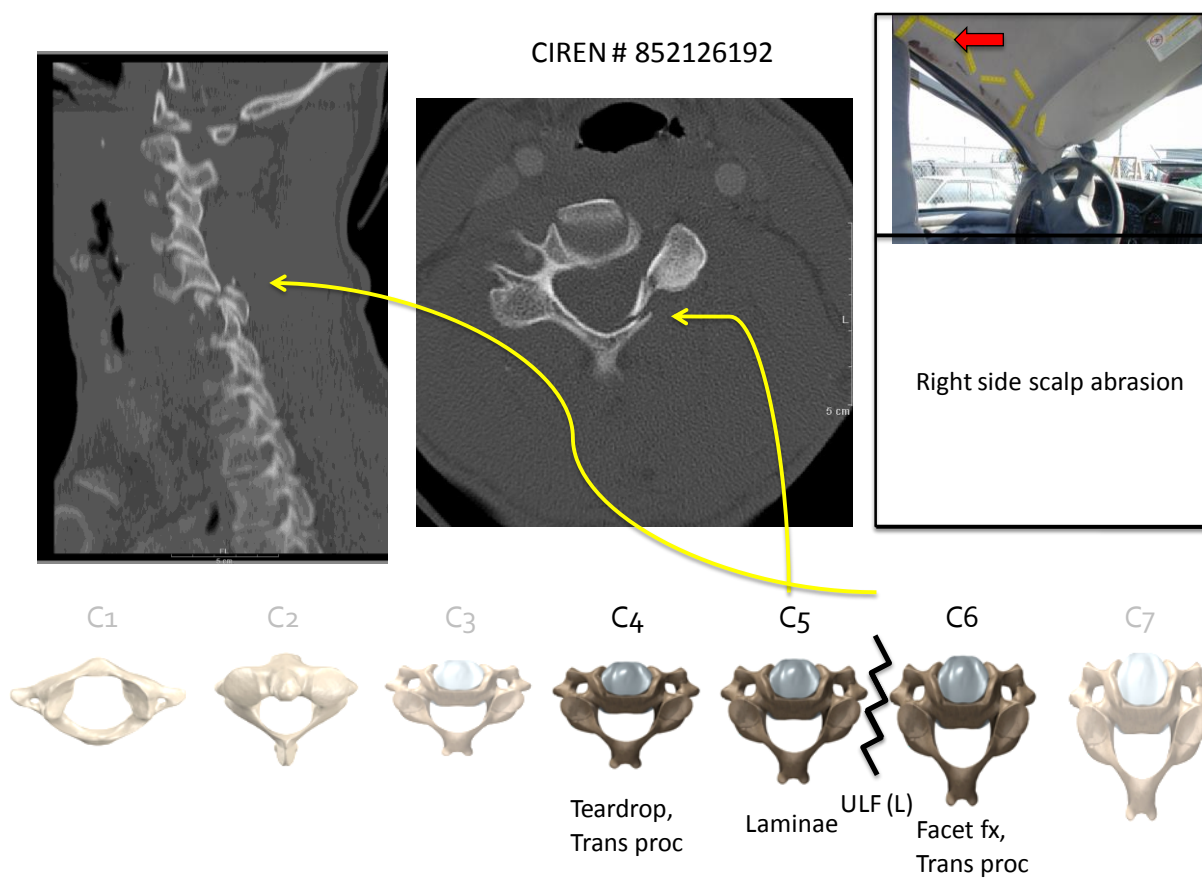 CIREN # 852126192
L
5 cm
Right side scalp abrasion
C1
C2
C3
C4
C5
C6
C7
Teardrop,
Trans proc
Laminae
ULF (L)
Facet fx,
Trans proc